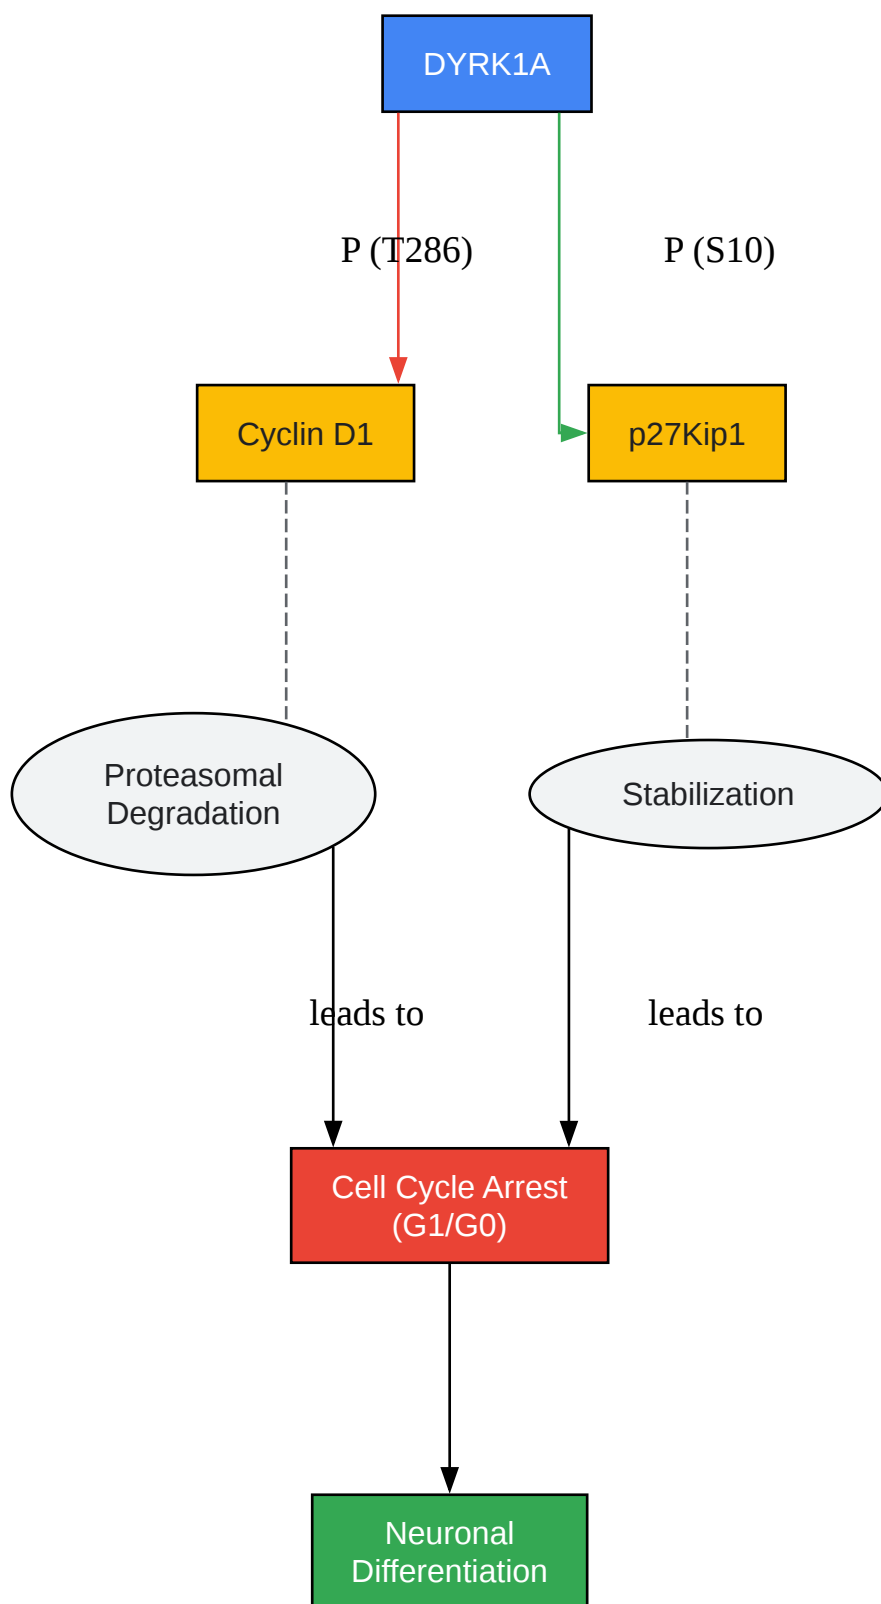 DYRK1A
P (T286)
P (S10)
Cyclin D1
p27Kip1
Proteasomal
Degradation
Stabilization
leads to
leads to
Cell Cycle Arrest
(G1/G0)
Neuronal
Differentiation